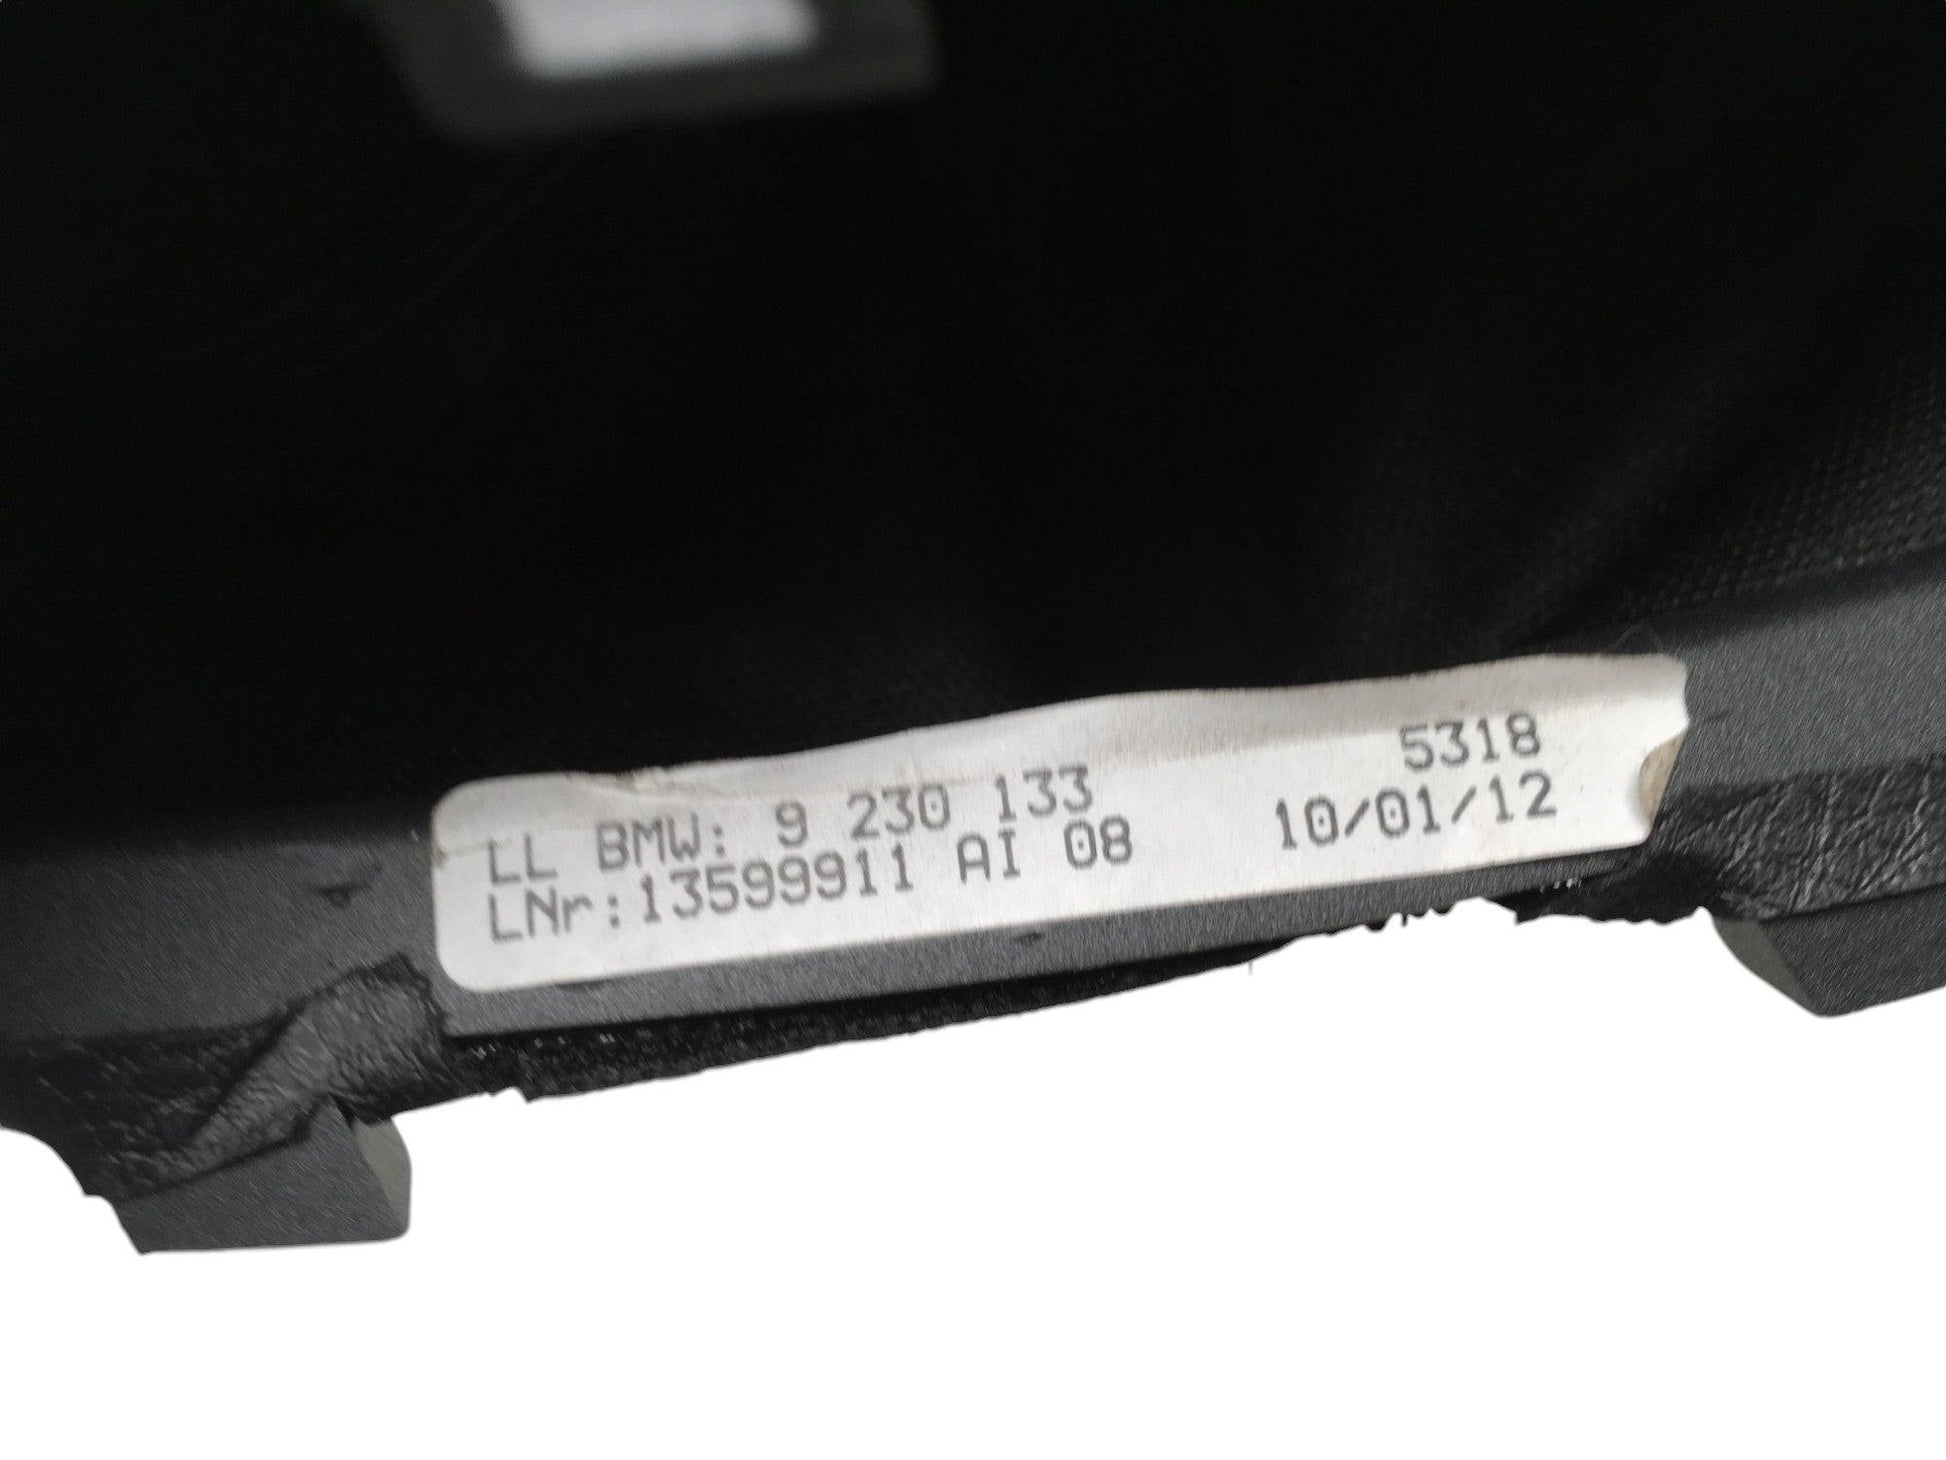 LL BMW: 9 230 133 5318
LNr:13599911 AI 08 10/01/12